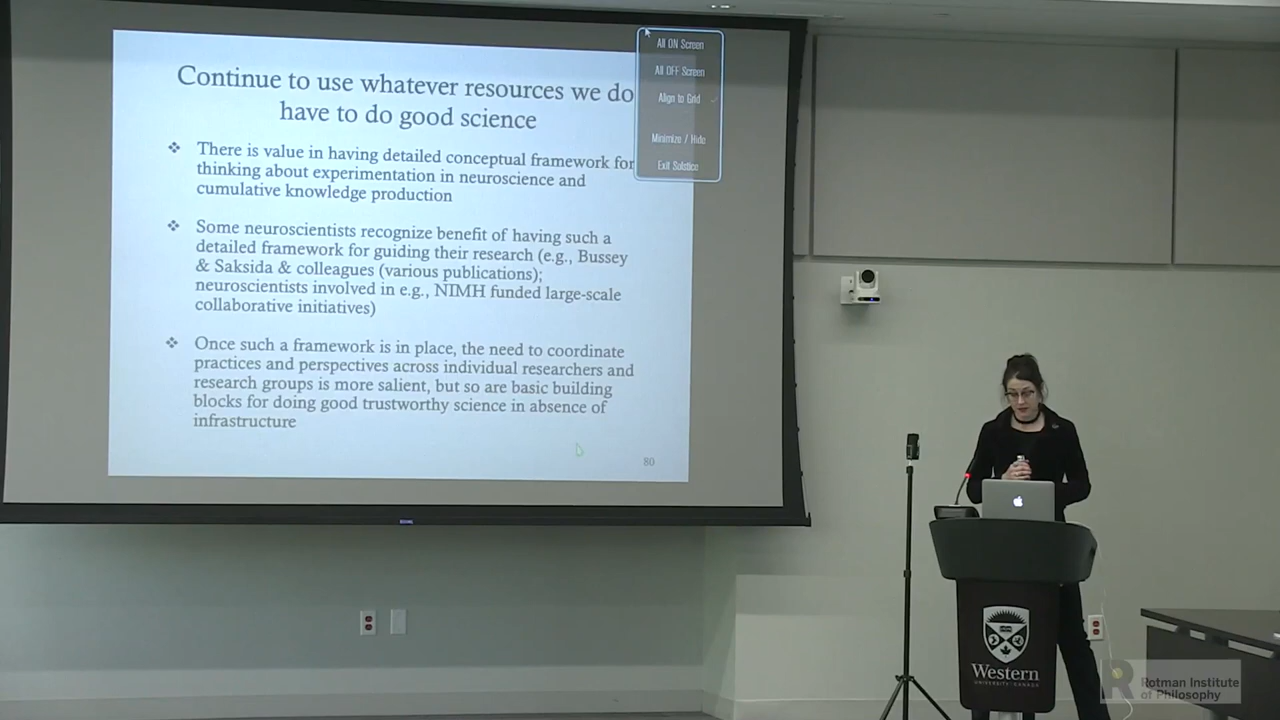 Continue to use whatever resources we do
have to do good science
There is value in having detailed conceptual framework for
thinking about experimentation in neuroscience and
cumulative knowledge production
Some neuroscientists recognize benefit of having such a
detailed framework for guiding their research (e.g., Bussey
& Saksida & colleagues (various publications);
neuroscientists involved in e.g., NIMH funded large-scale
collaborative initiatives)
Once such a framework is in place, the need to coordinate
practices and perspectives across individual researchers and
research groups is more salient, but so are basic building
blocks for doing good trustworthy science in absence of
infrastructure
80
All ON Screen
All OFF Screen
Align to Grid
Minimize / Hide
Exit Solstice
Western
UNIVERSITY · CANADA
R
Rotman Institute
of Philosophy